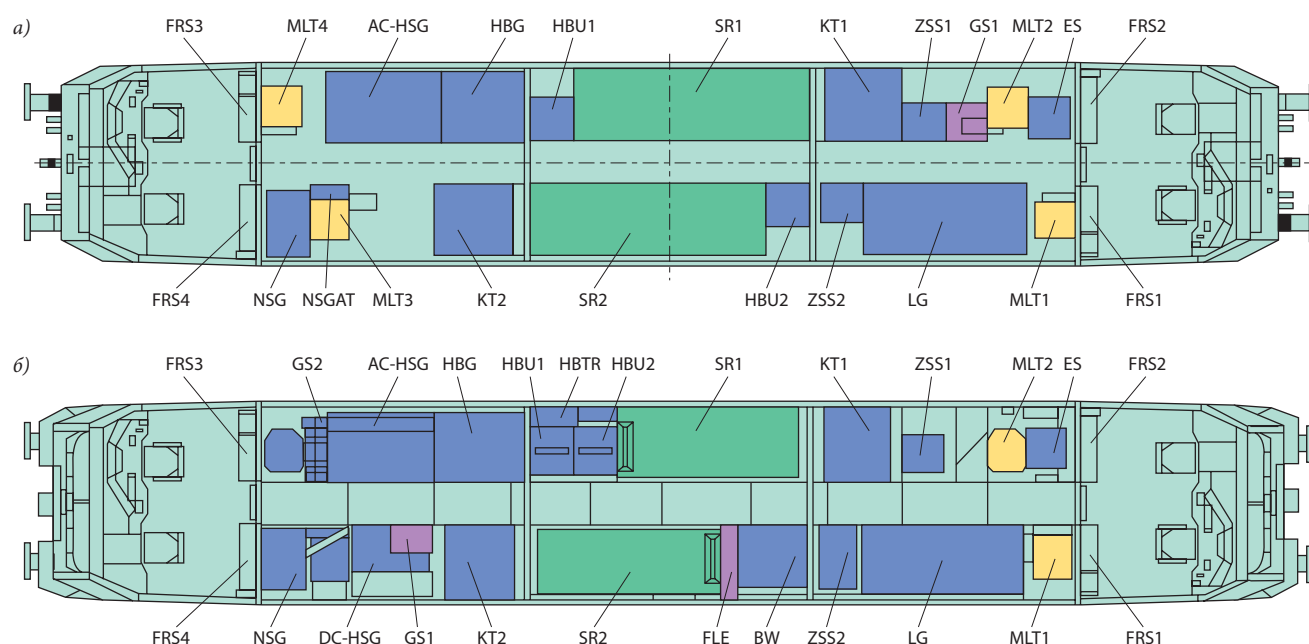 а) FRS3 MLT4 AC-HSG HBG HBU1 SR1 KT1 ZSS1 GS1 MLT2 ES FRS2
FRS4 NSG NSGAT MLT3 KT2 SR2 HBU2 ZSS2 LG MLT1 FRS1
б) FRS3 GS2 AC-HSG HBG HBU1 HBTR HBU2 SR1 KT1 ZSS1 MLT2 ES FRS2
FRS4 NSG DC-HSG GS1 KT2 SR2 FLE BW ZSS2 LG MLT1 FRS1